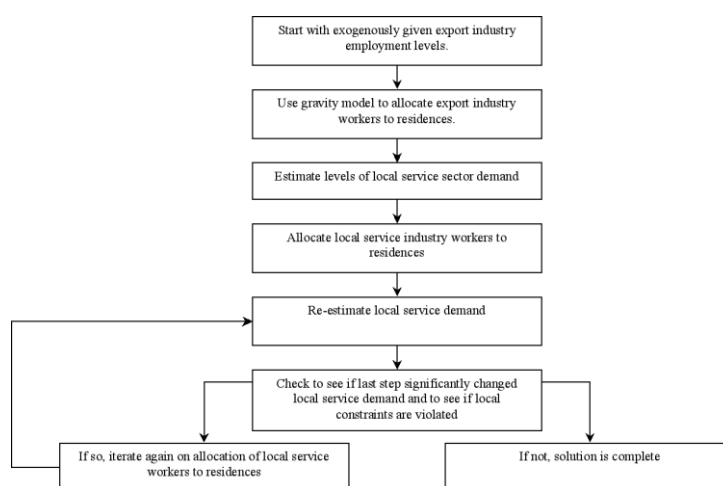 Start with exogenously given export industry
employment levels.
Use gravity model to allocate export industry
workers to residences.
Estimate levels of local service sector demand
Allocate local service industry workers to
residences
Re-estimate local service demand
Check to see if last step significantly changed
local service demand and to see if local
constraints are violated
If so, iterate again on allocation of local service
workers to residences
If not, solution is complete